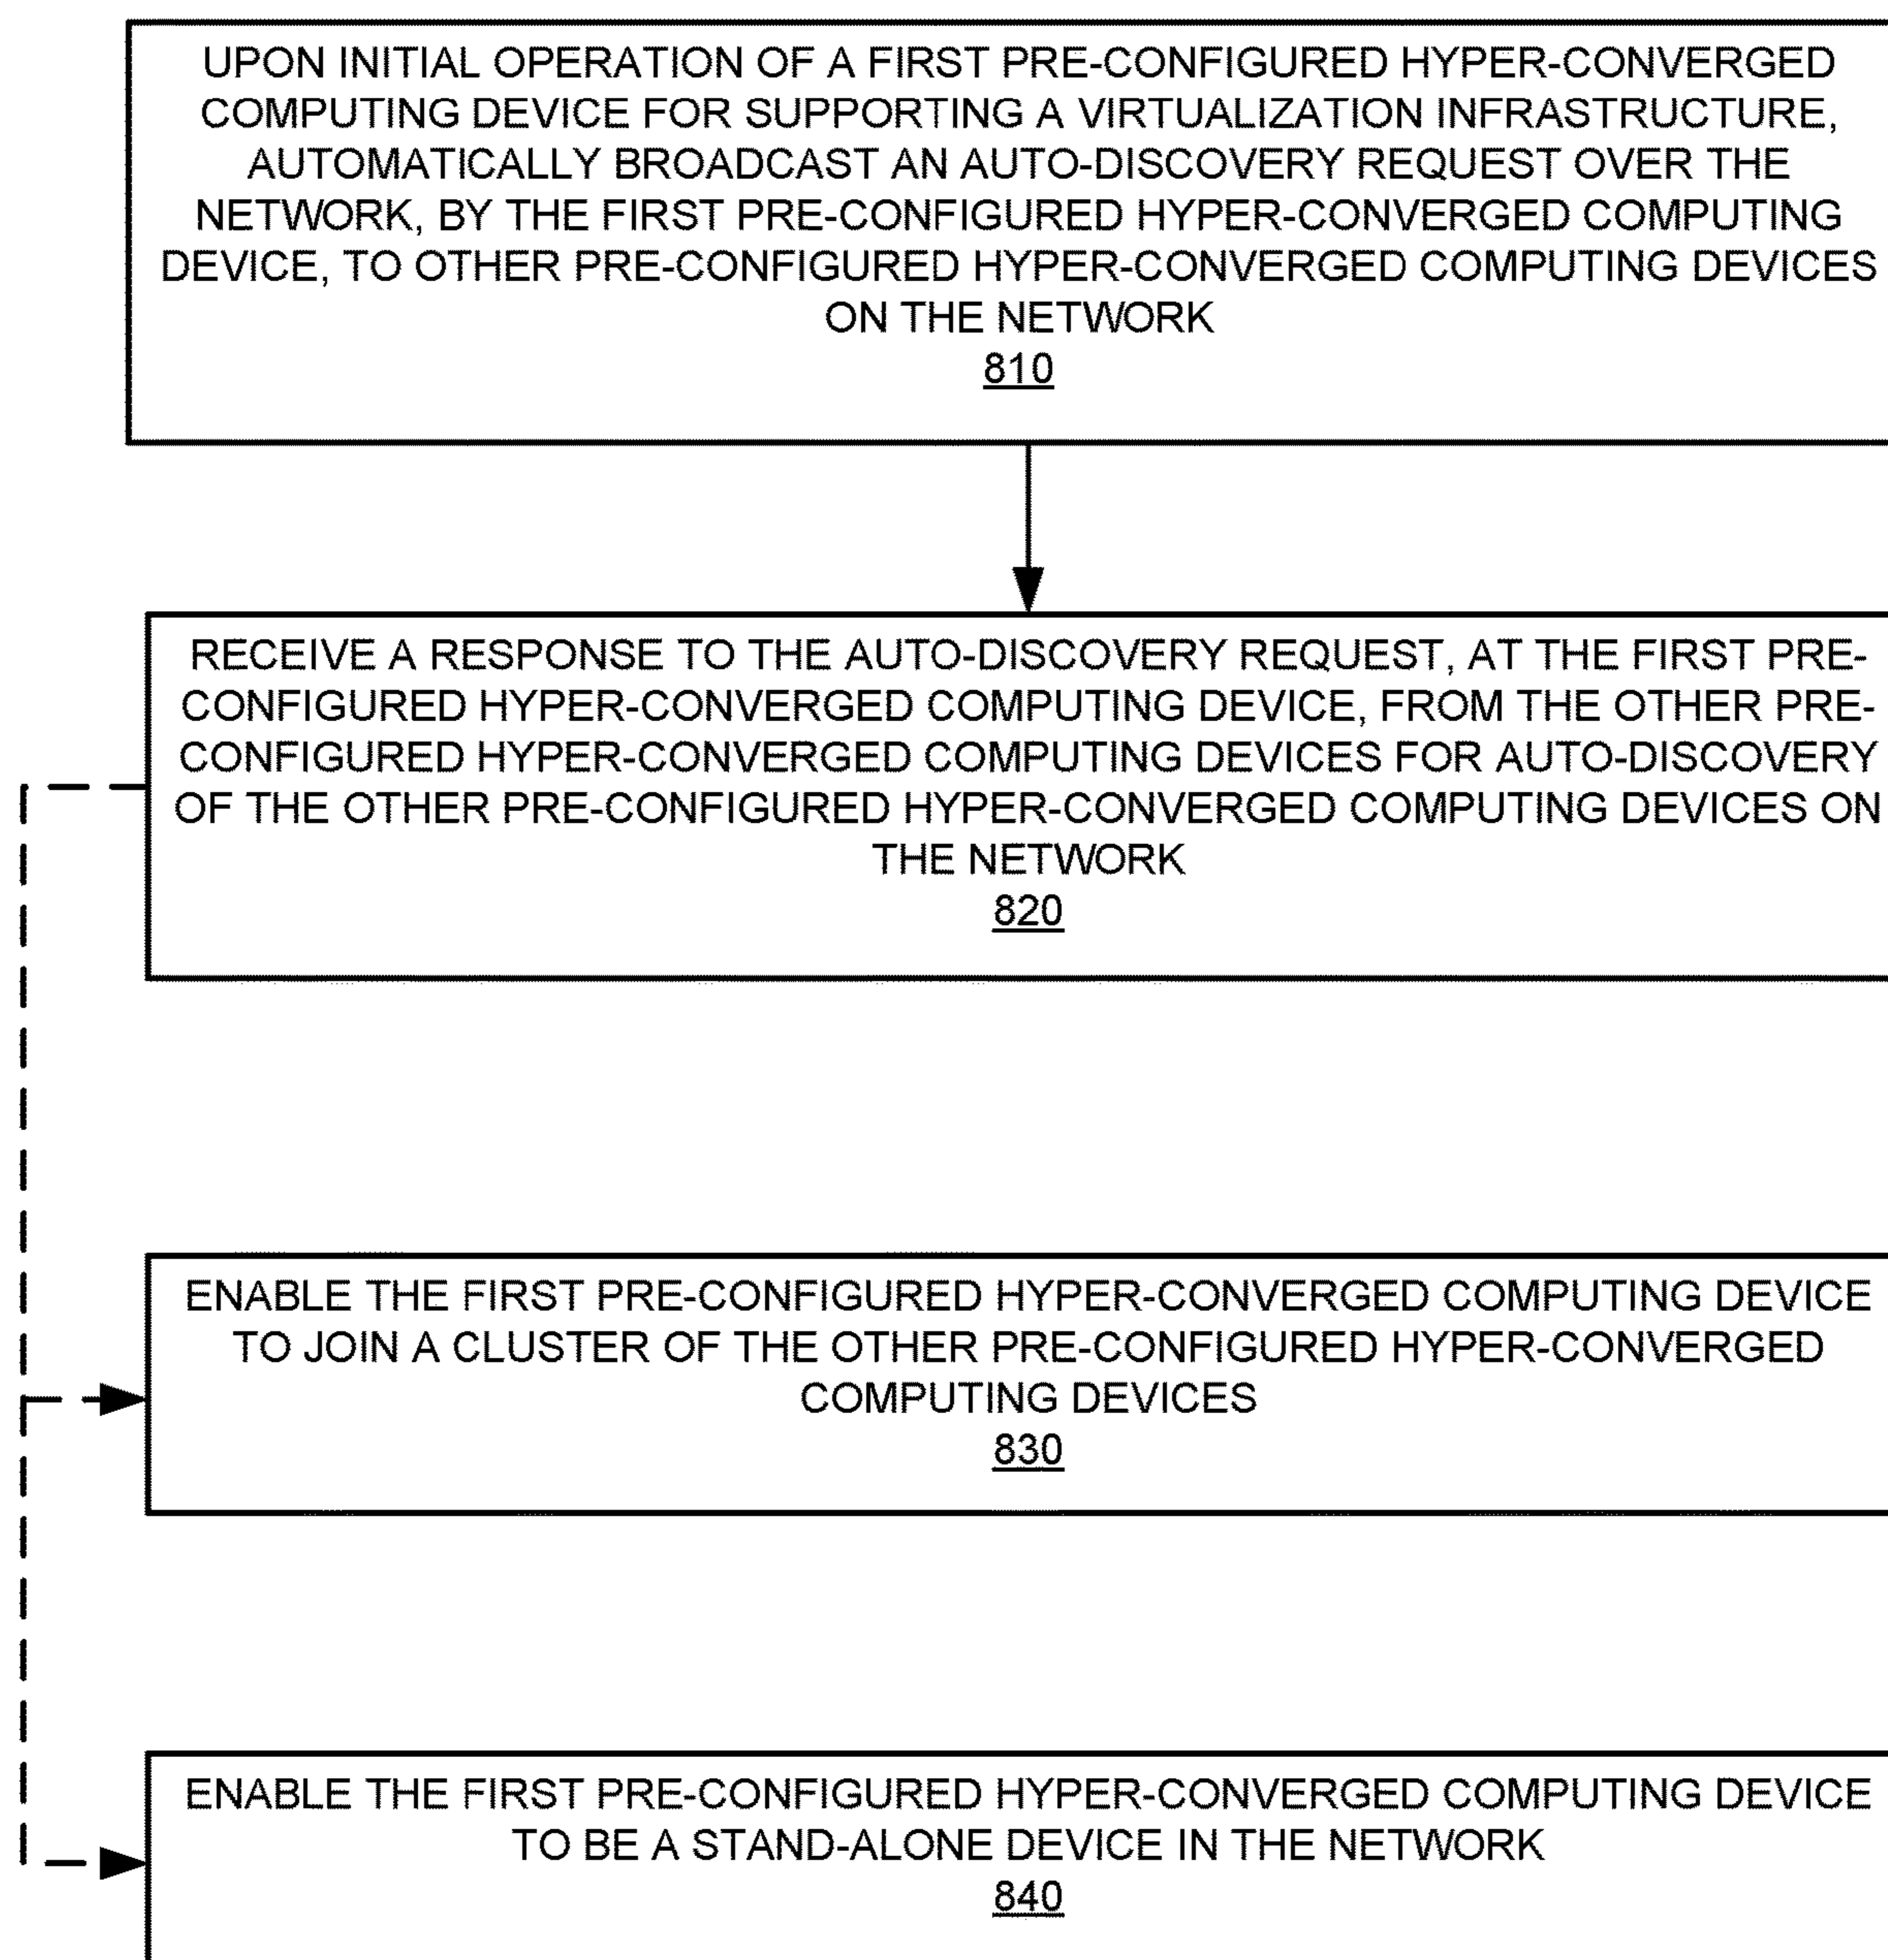 UPON INITIAL OPERATION OF A FIRST PRE-CONFIGURED HYPER-CONVERGED
COMPUTING DEVICE FOR SUPPORTING A VIRTUALIZATION INFRASTRUCTURE,
AUTOMATICALLY BROADCAST AN AUTO-DISCOVERY REQUEST OVER THE
NETWORK, BY THE FIRST PRE-CONFIGURED HYPER-CONVERGED COMPUTING
DEVICE, TO OTHER PRE-CONFIGURED HYPER-CONVERGED COMPUTING DEVICES
ON THE NETWORK
810
RECEIVE A RESPONSE TO THE AUTO-DISCOVERY REQUEST, AT THE FIRST PRE-
CONFIGURED HYPER-CONVERGED COMPUTING DEVICE, FROM THE OTHER PRE-
CONFIGURED HYPER-CONVERGED COMPUTING DEVICES FOR AUTO-DISCOVERY
OF THE OTHER PRE-CONFIGURED HYPER-CONVERGED COMPUTING DEVICES ON
THE NETWORK
820
ENABLE THE FIRST PRE-CONFIGURED HYPER-CONVERGED COMPUTING DEVICE
TO JOIN A CLUSTER OF THE OTHER PRE-CONFIGURED HYPER-CONVERGED
COMPUTING DEVICES
830
ENABLE THE FIRST PRE-CONFIGURED HYPER-CONVERGED COMPUTING DEVICE
TO BE A STAND-ALONE DEVICE IN THE NETWORK
840